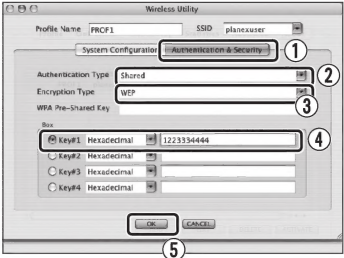 Wireless Utility
Profile Name PROF1 SSID planexuser
System Configuration Authentication & Security ①
Authentication Type Shared ②
Encryption Type WEP ③
WPA Pre-Shared Key
Box
Key#1 Hexadecimal 1223334444 ④
Key#2 Hexadecimal
Key#3 Hexadecimal
Key#4 Hexadecimal
OK CANCEL
⑤